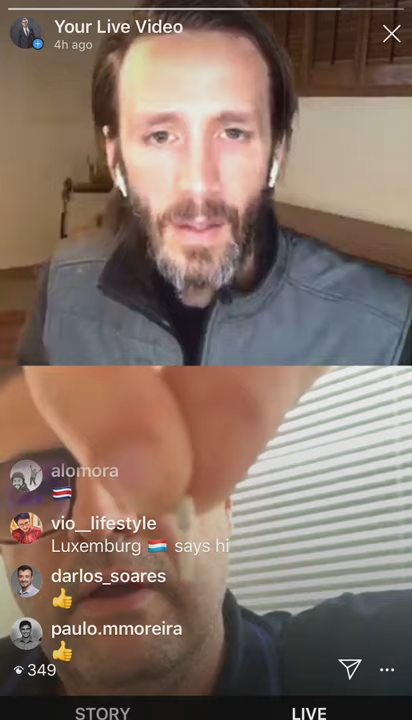 Your Live Video
4h ago
alomora
🇨🇷
vio__lifestyle
Luxemburg 🇱🇺 says hi
darlos_soares
👍
paulo.mmoreira
👍
349
STORY
LIVE